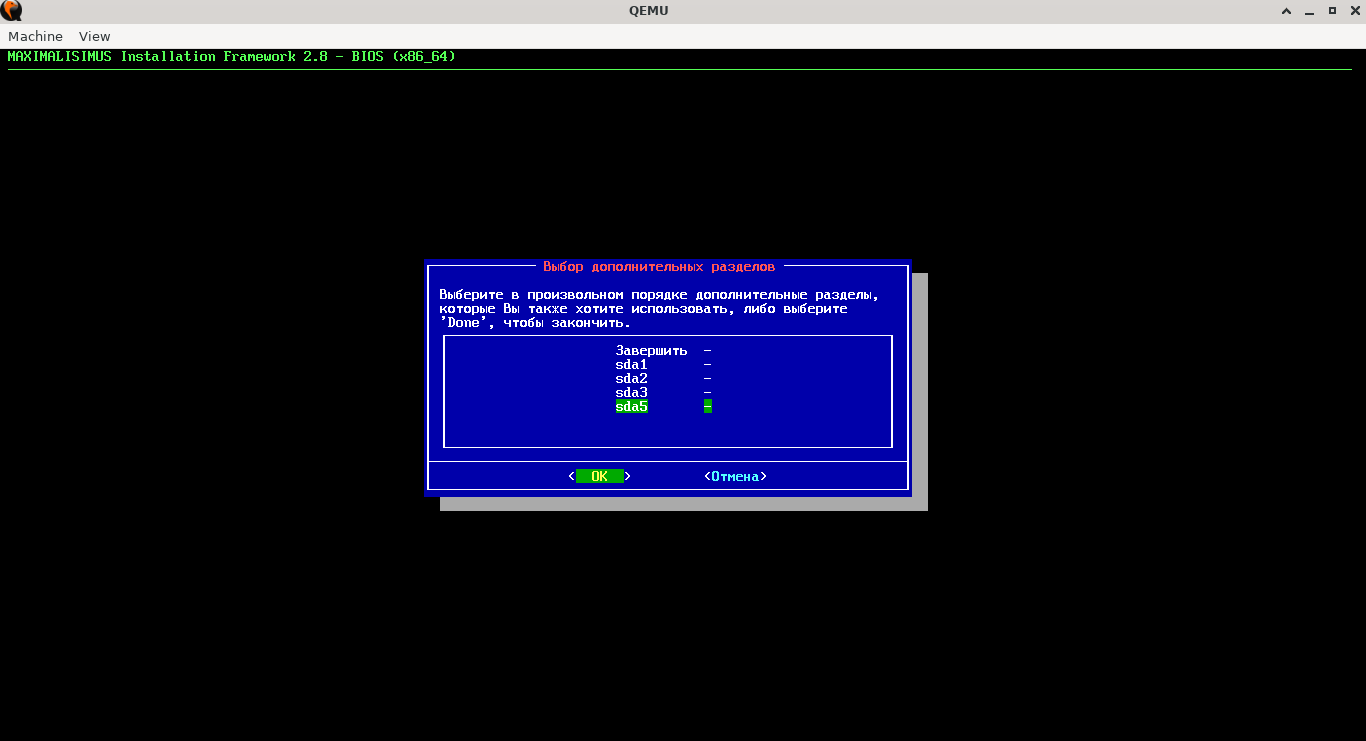 QEMU
Machine View
MAXIMALISIMUS Installation Framework 2.8 - BIOS (x86_64)
Выбор дополнительных разделов
Выберите в произвольном порядке дополнительные разделы,
которые Вы также хотите использовать, либо выберите
'Done', чтобы закончить.
Завершить -
sda1 -
sda2 -
sda3 -
sda5 -
< OK > <Отмена>